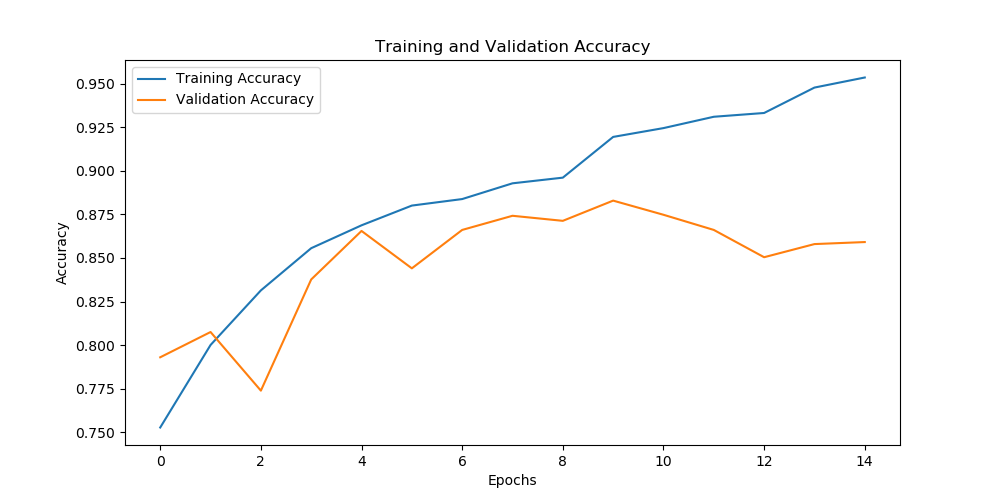 Training and Validation Accuracy
Training Accuracy
Validation Accuracy
Accuracy
0.950
0.925
0.900
0.875
0.850
0.825
0.800
0.775
0.750
0 2 4 6 8 10 12 14
Epochs